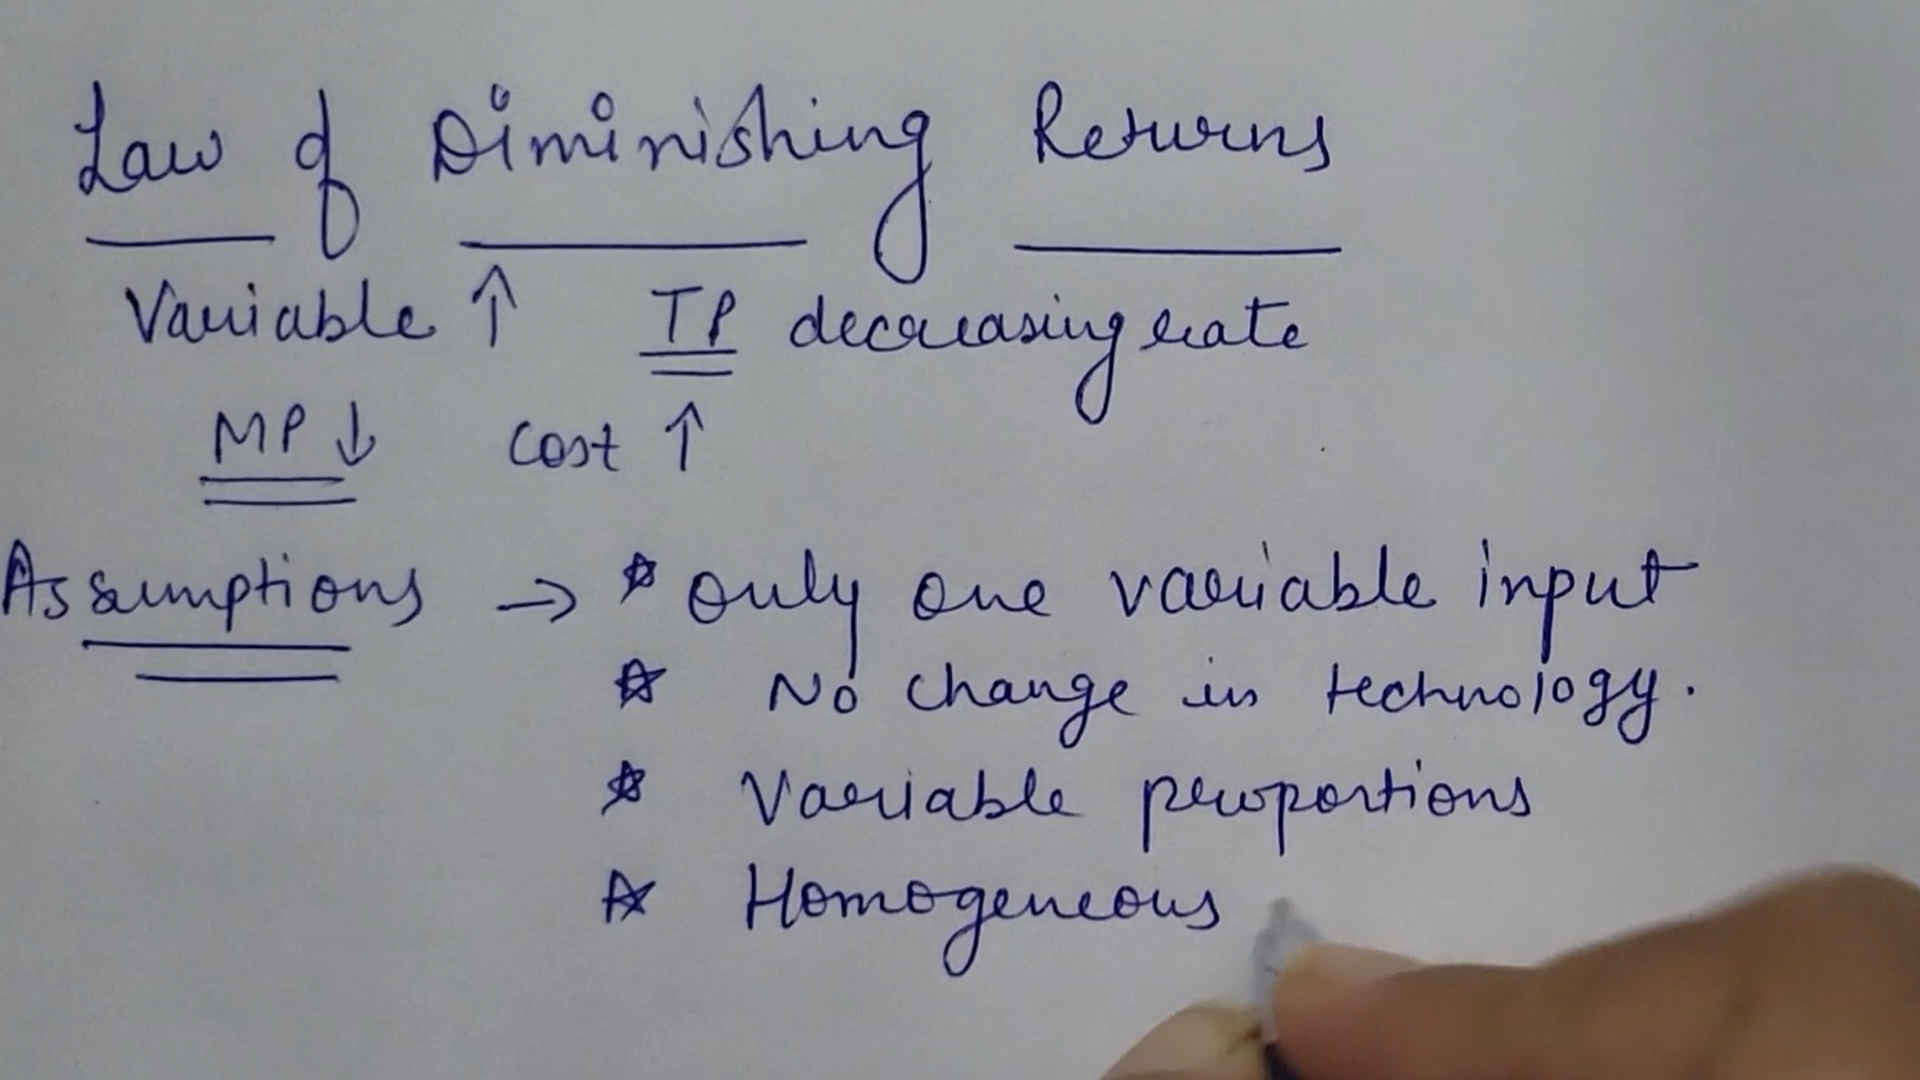 Law of Diminishing Returns
Variable ↑ TP decreasing rate
MP ↓ Cost ↑
Assumptions → * only one variable input
* No change in technology.
* Variable proportions
* Homogeneous